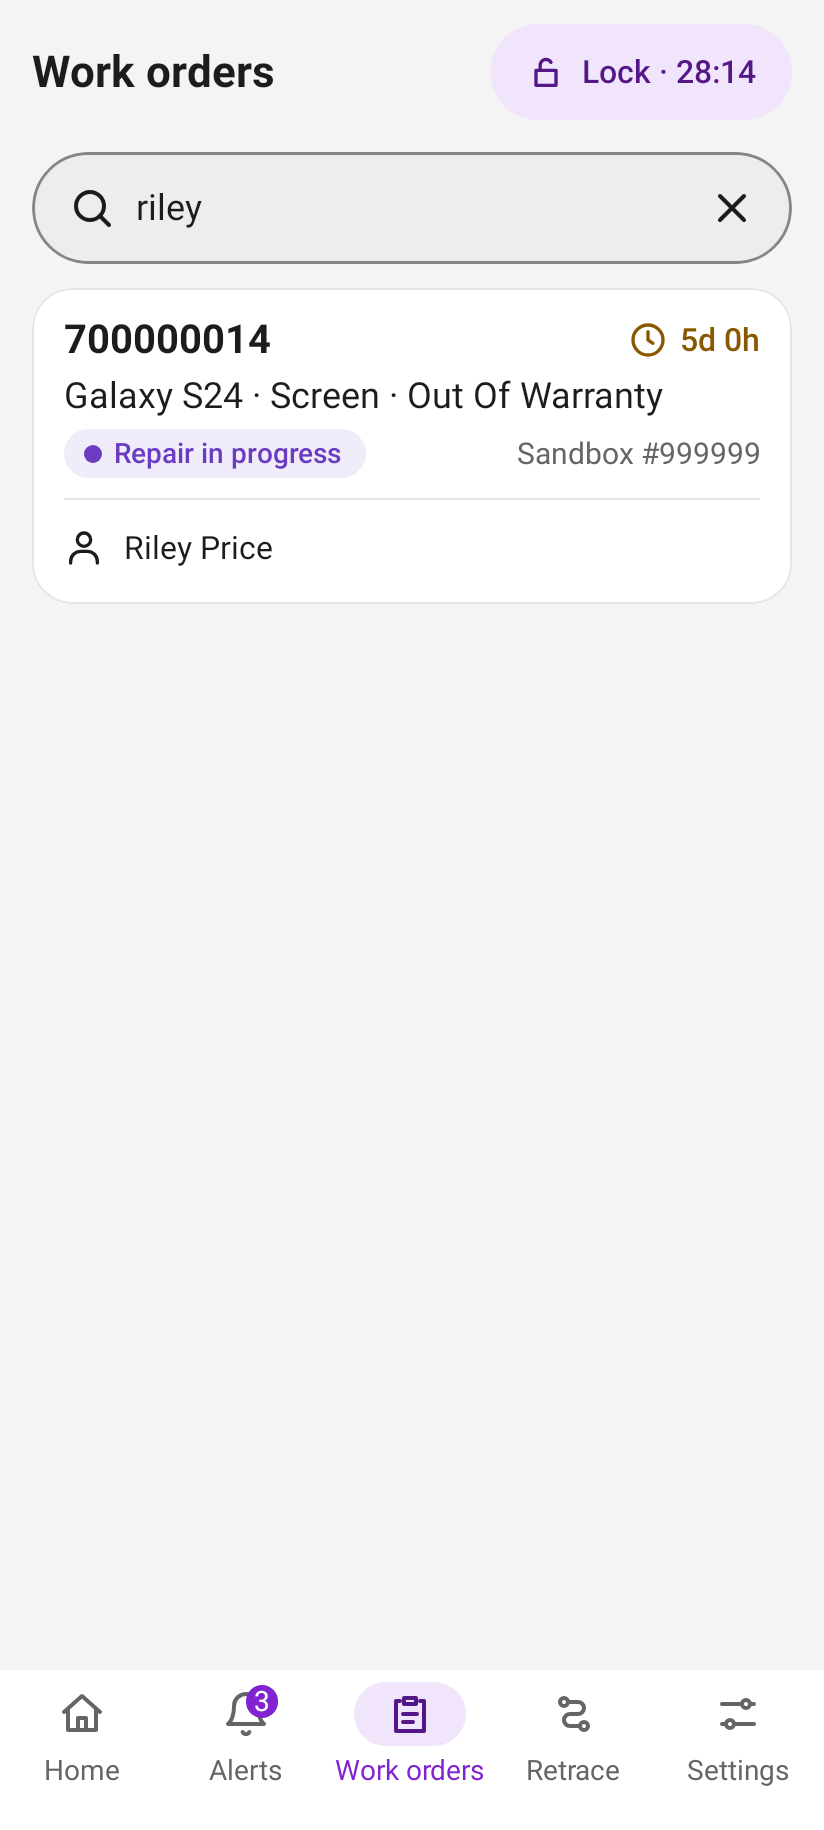 Work orders
Lock · 28:14
riley
700000014
5d 0h
Galaxy S24 · Screen · Out Of Warranty
Repair in progress
Sandbox #999999
Riley Price
3
Home
Alerts
Work orders
Retrace
Settings